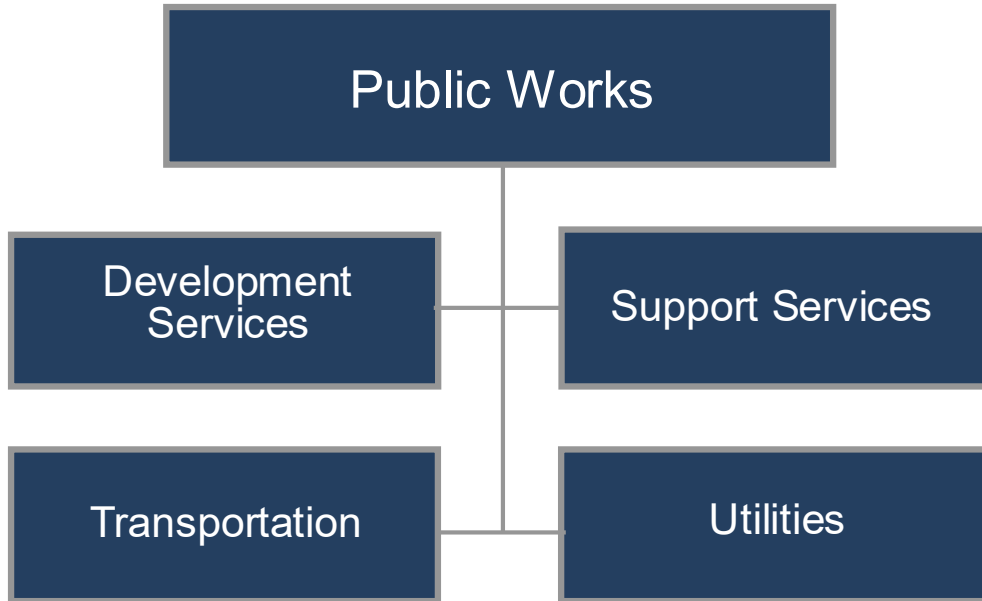 Public Works
Development
Services
Support Services
Transportation
Utilities